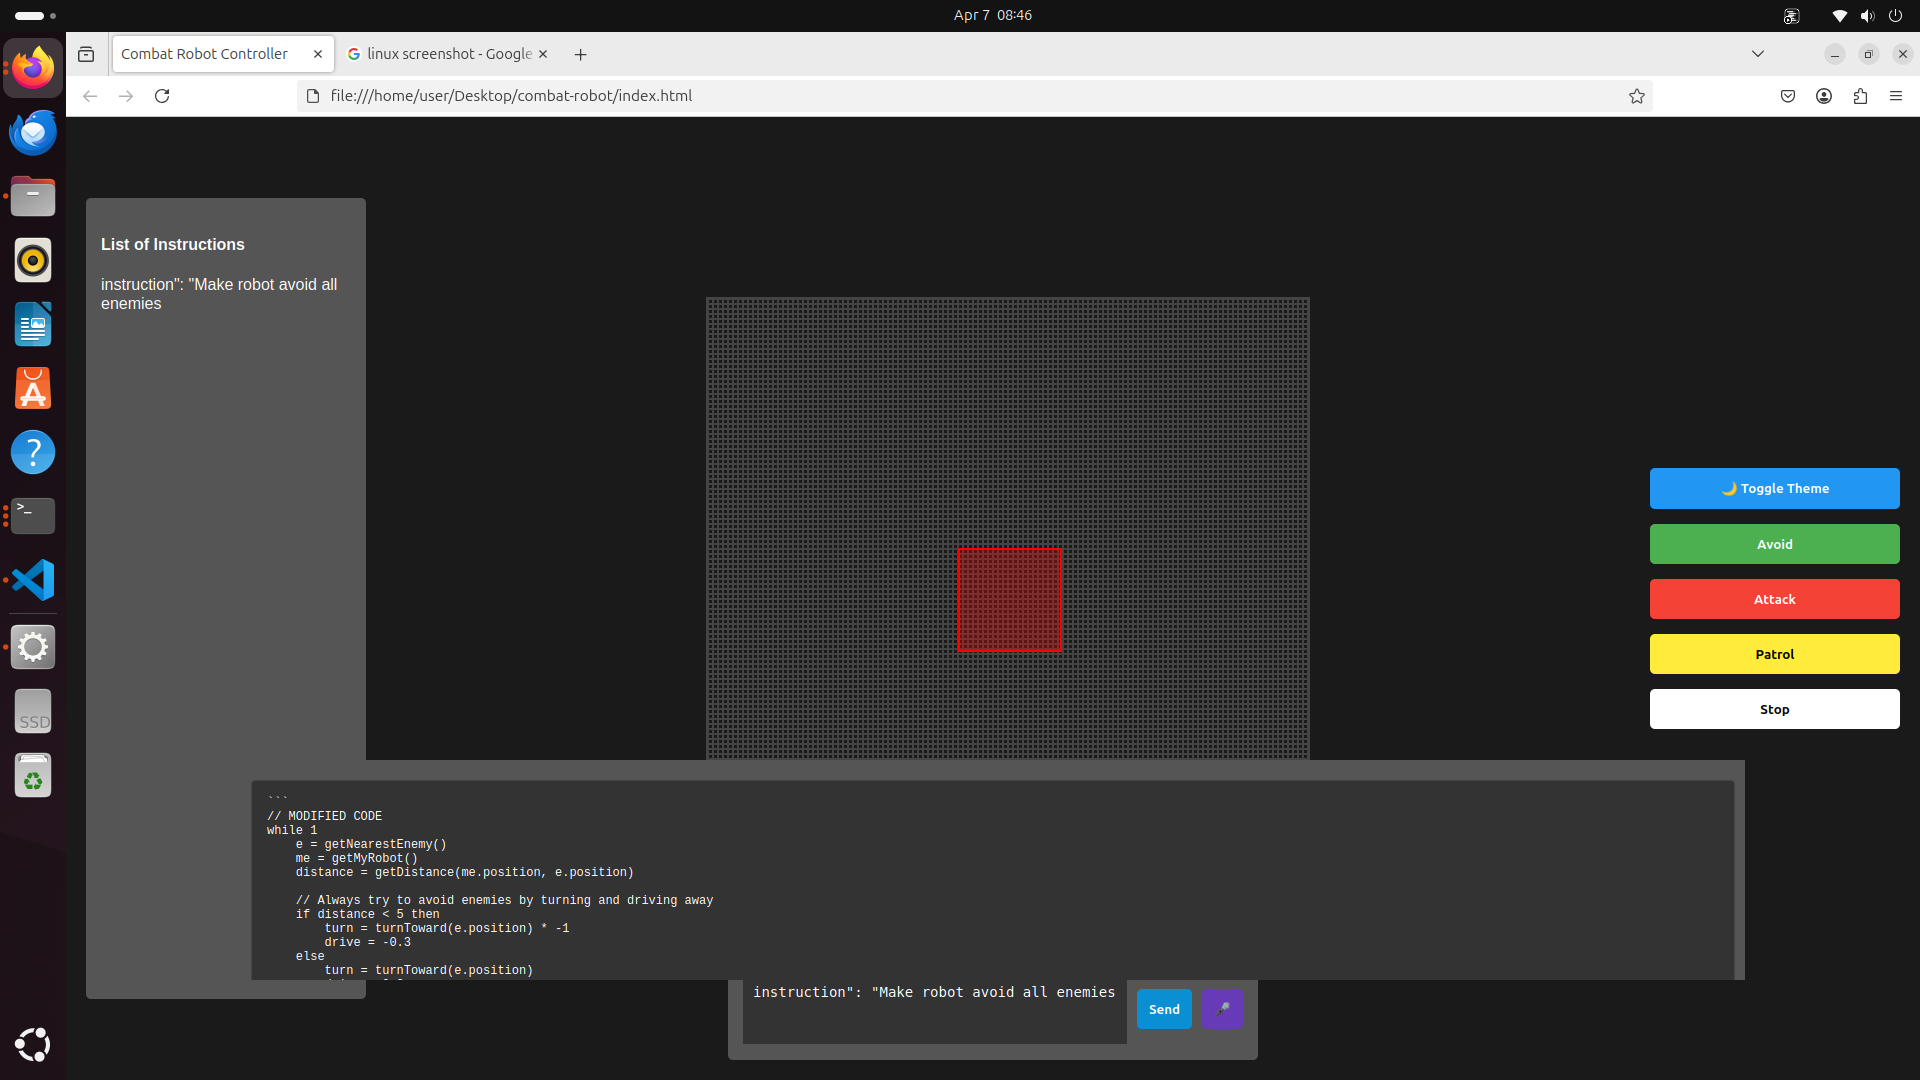 Apr 7 08:46
Combat Robot Controller
linux screenshot - Google
file:///home/user/Desktop/combat-robot/index.html
List of Instructions
instruction": "Make robot avoid all
enemies
🌙 Toggle Theme
Avoid
Attack
Patrol
Stop
```
// MODIFIED CODE
while 1
    e = getNearestEnemy()
    me = getMyRobot()
    distance = getDistance(me.position, e.position)
    // Always try to avoid enemies by turning and driving away
    if distance < 5 then
        turn = turnToward(e.position) * -1
        drive = -0.3
    else
        turn = turnToward(e.position)
instruction": "Make robot avoid all enemies
Send
>_
SSD